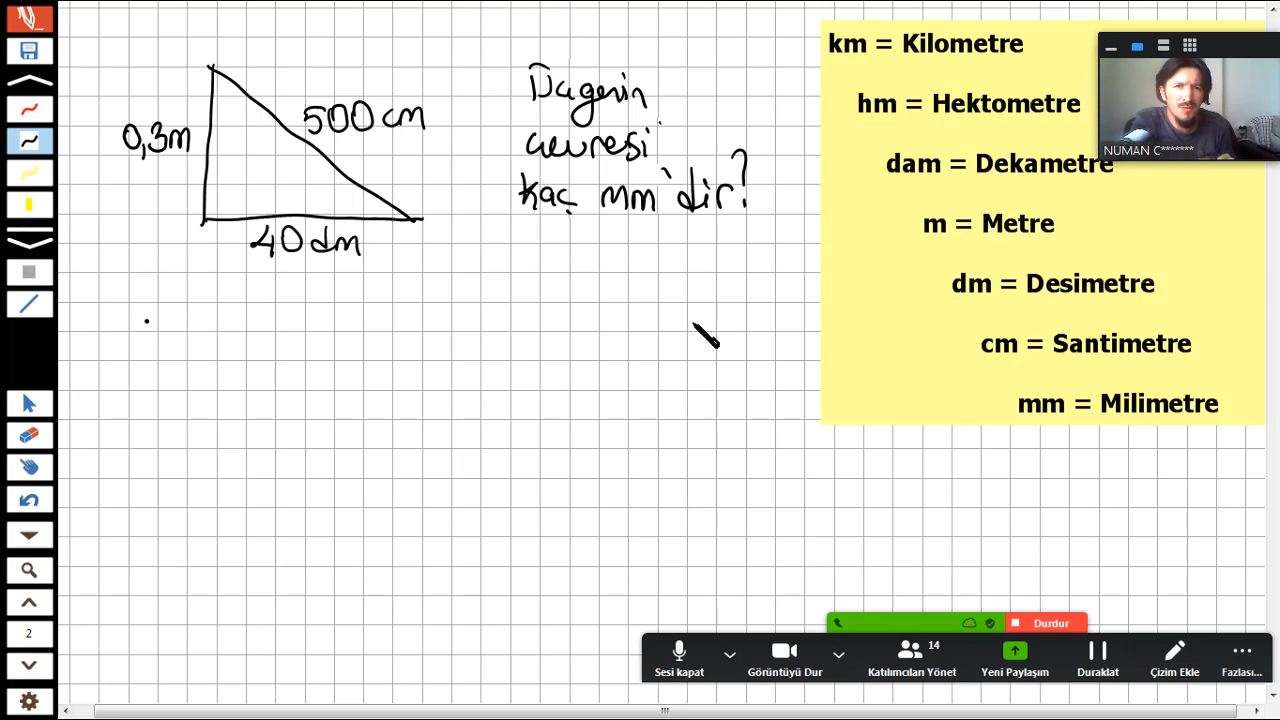 0,3m
500 cm
40 dm
kaç mm'dir?
km = Kilometre
hm = Hektometre
dam = Dekametre
m = Metre
dm = Desimetre
cm = Santimetre
mm = Milimetre
NUMAN C*******
2
Durdur
14
Sesi kapat
Görüntüyü Dur
Katılımcıları Yönet
Yeni Paylaşım
Duraklat
Çizim Ekle
Fazlası...